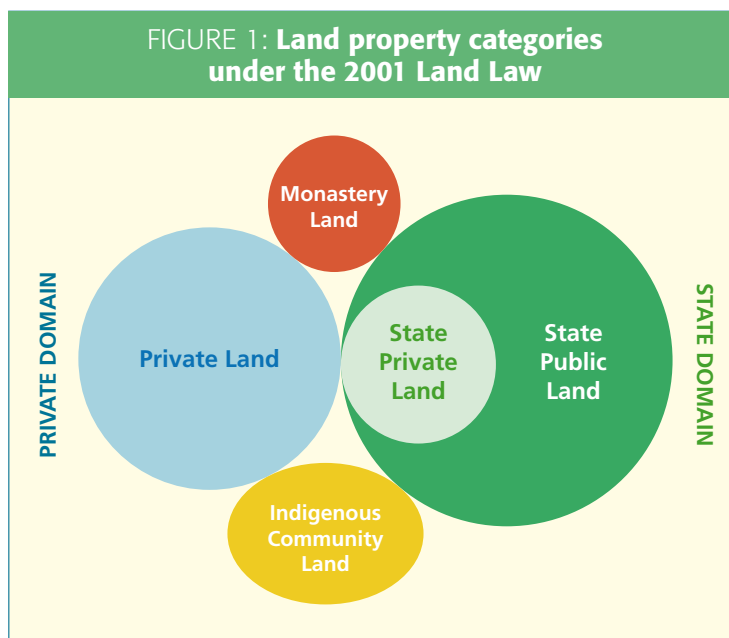 FIGURE 1: Land property categories
under the 2001 Land Law
Monastery
Land
PRIVATE DOMAIN
Private Land
State
Private
Land
State
Public
Land
STATE DOMAIN
Indigenous
Community
Land